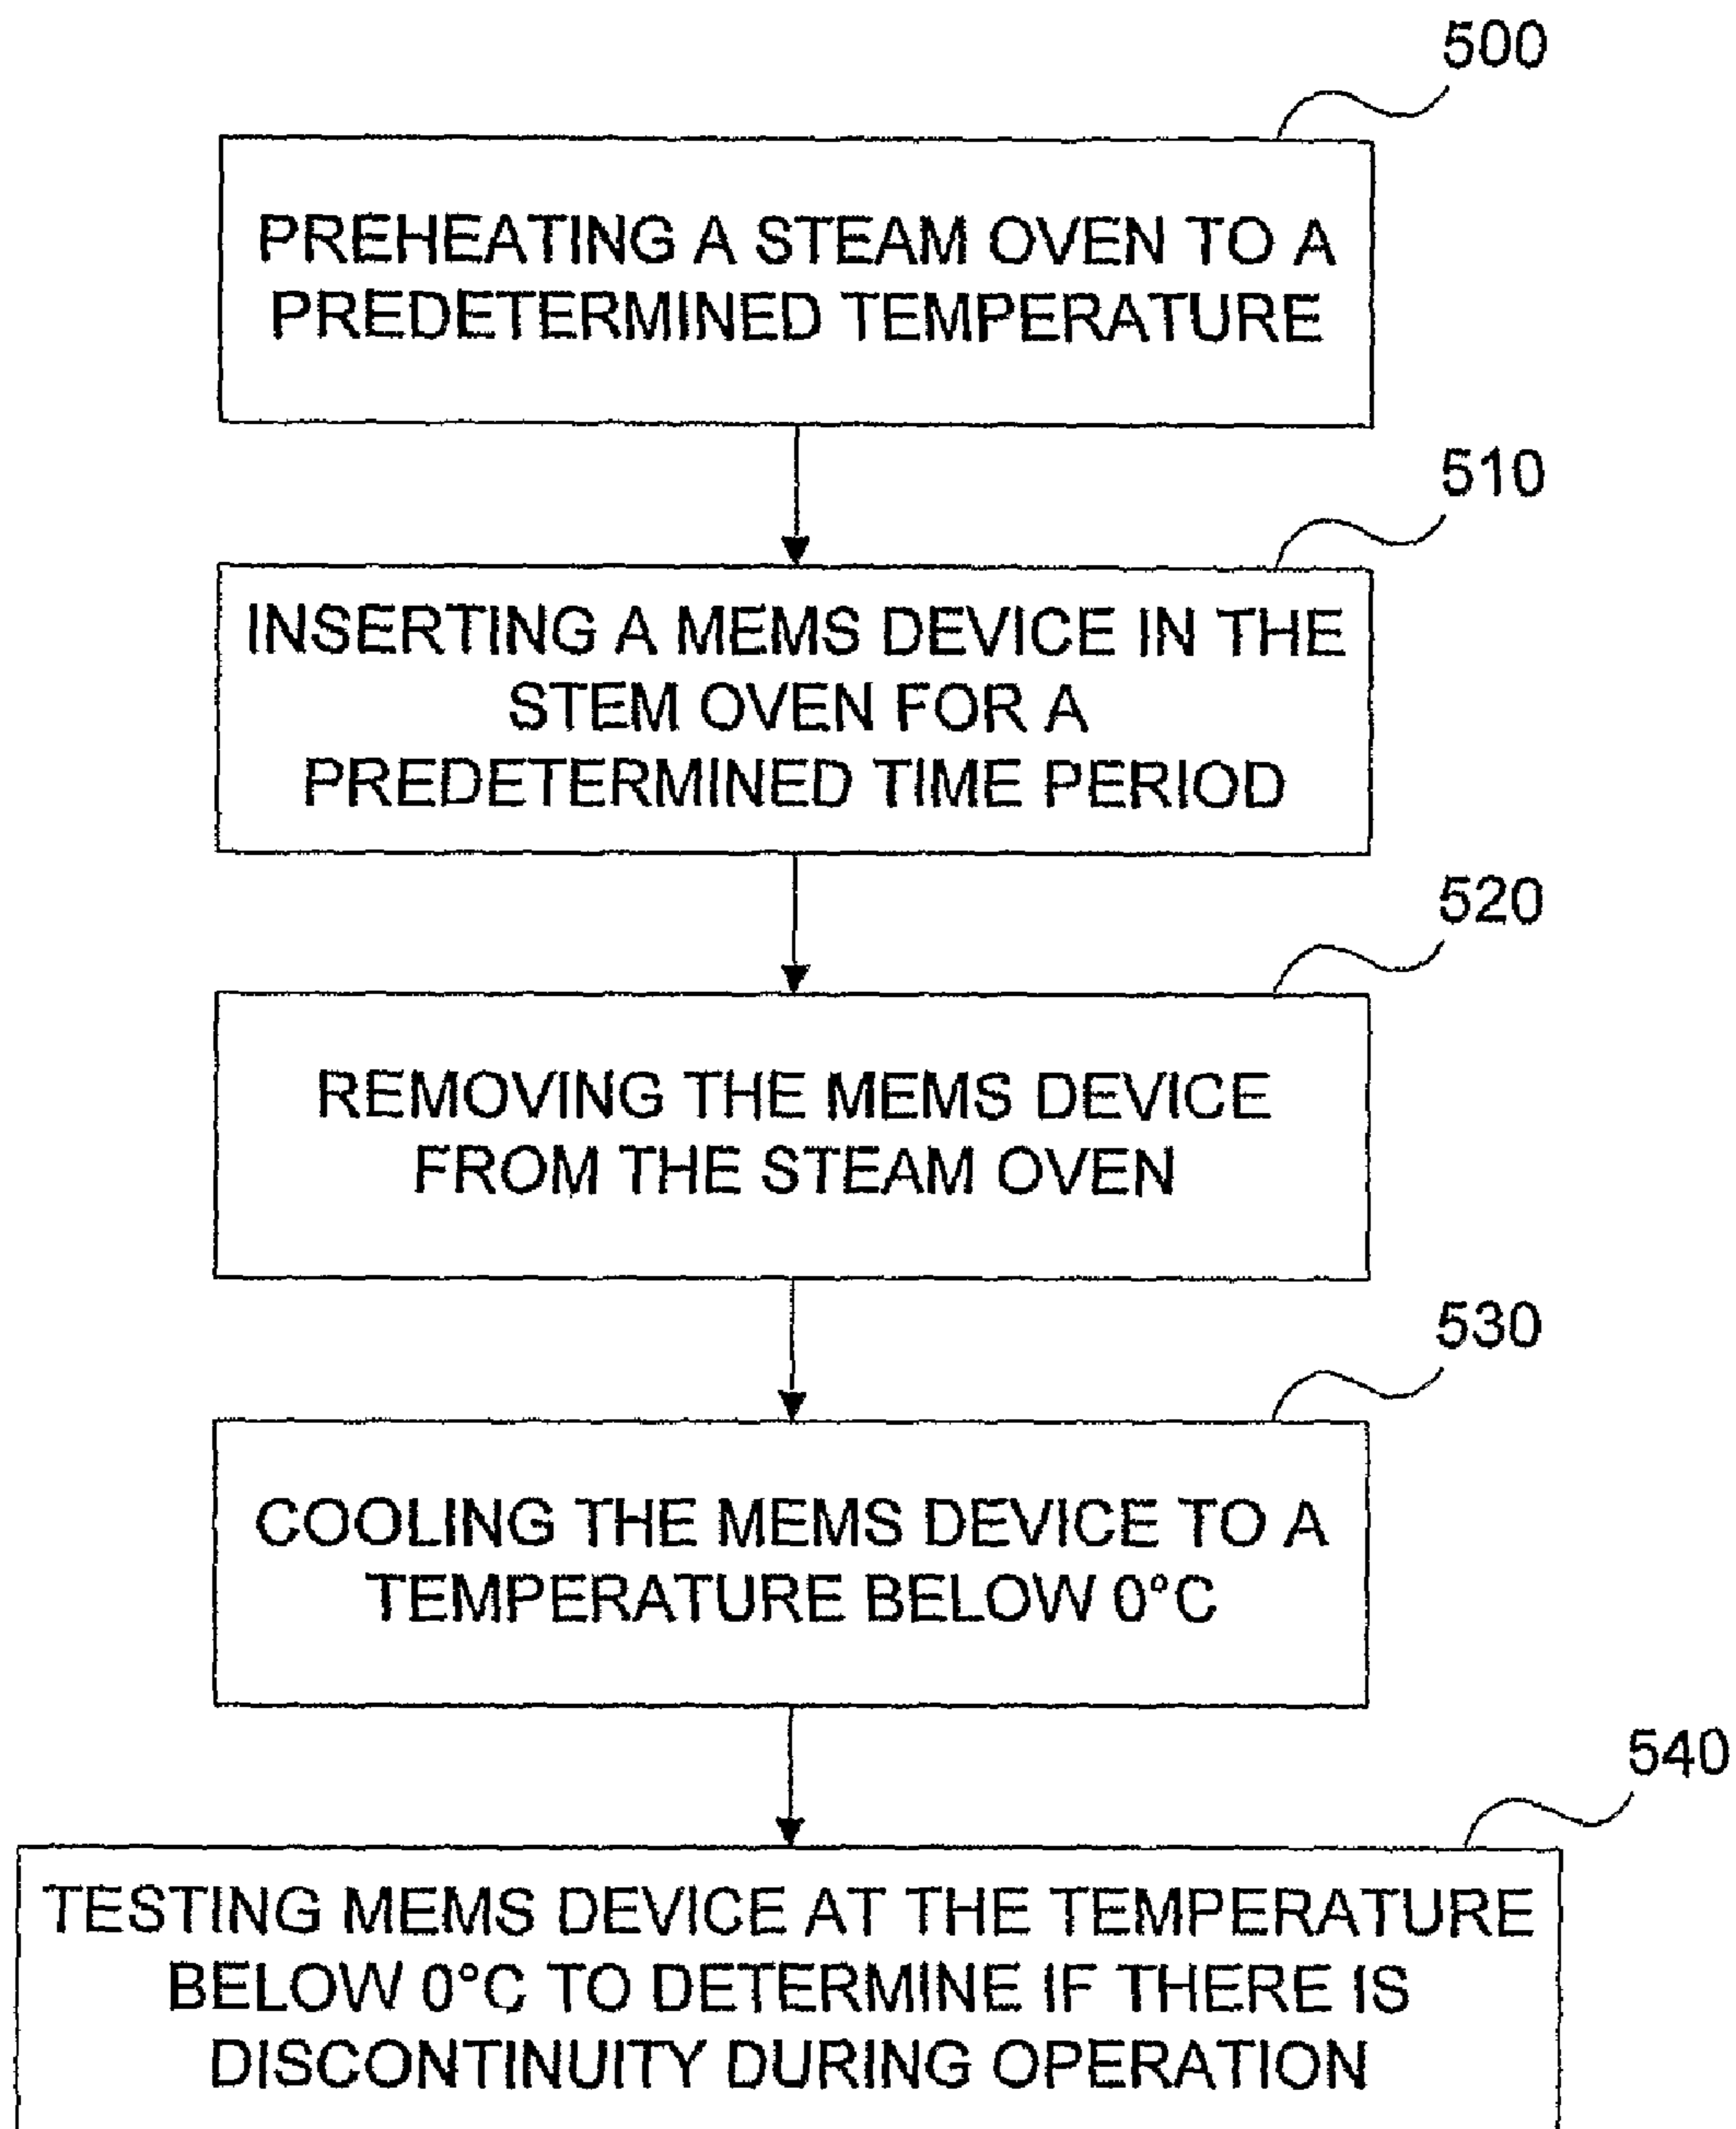 500
PREHEATING A STEAM OVEN TO A
PREDETERMINED TEMPERATURE
510
INSERTING A MEMS DEVICE IN THE
STEM OVEN FOR A
PREDETERMINED TIME PERIOD
520
REMOVING THE MEMS DEVICE
FROM THE STEAM OVEN
530
COOLING THE MEMS DEVICE TO A
TEMPERATURE BELOW 0°C
540
TESTING MEMS DEVICE AT THE TEMPERATURE
BELOW 0°C TO DETERMINE IF THERE IS
DISCONTINUITY DURING OPERATION